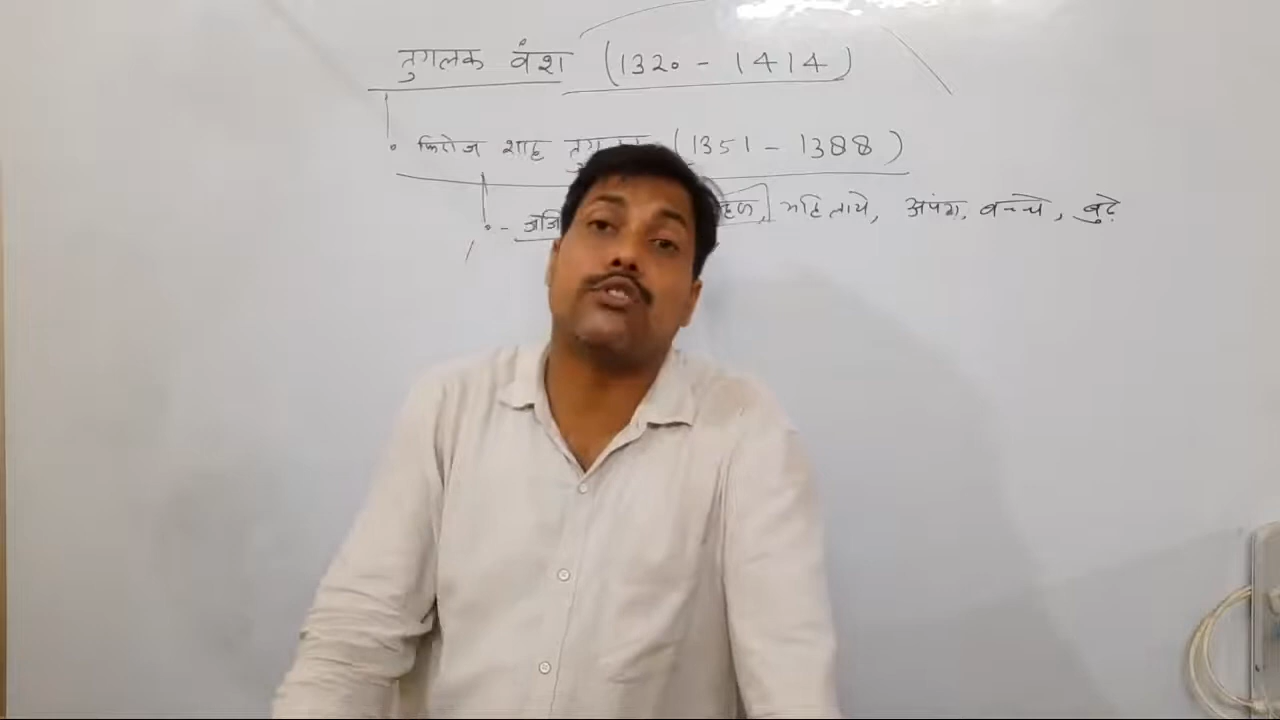 तुगलक वंश (1320 - 1414)
फिरोज शाह (1351 - 1388)
महिलाये, अपंग, बच्चे, बुढ़े